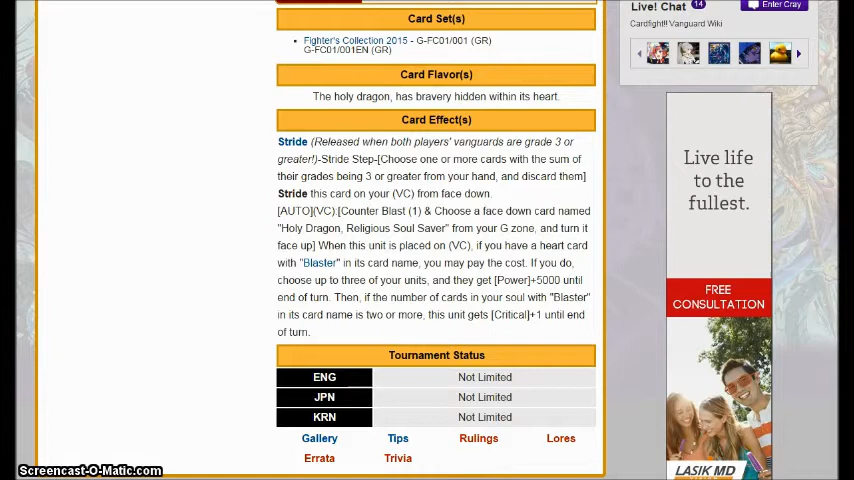 Live! Chat 14
Enter Cray
Cardfight!! Vanguard Wiki
Card Set(s)
Fighter's Collection 2015 - G-FC01/001 (GR)
G-FC01/001EN (GR)
Card Flavor(s)
The holy dragon, has bravery hidden within its heart.
Card Effect(s)
Stride (Released when both players' vanguards are grade 3 or
greater!)-Stride Step-[Choose one or more cards with the sum of
their grades being 3 or greater from your hand, and discard them]
Stride this card on your (VC) from face down.
[AUTO](VC):[Counter Blast (1) & Choose a face down card named
"Holy Dragon, Religious Soul Saver" from your G zone, and turn it
face up] When this unit is placed on (VC), if you have a heart card
with "Blaster" in its card name, you may pay the cost. If you do,
choose up to three of your units, and they get [Power]+5000 until
end of turn. Then, if the number of cards in your soul with "Blaster"
in its card name is two or more, this unit gets [Critical]+1 until end
of turn.
Tournament Status
ENG Not Limited
JPN Not Limited
KRN Not Limited
Gallery Tips Rulings Lores
Errata Trivia
Live life
to the
fullest.
FREE
CONSULTATION
LASIK MD
Screencast-O-Matic.com